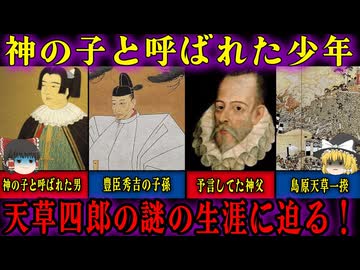 神の子と呼ばれた少年
神の子と呼ばれた男
豊臣秀吉の子孫
予言してた神父
島原天草一揆
天草四郎の謎の生涯に迫る！